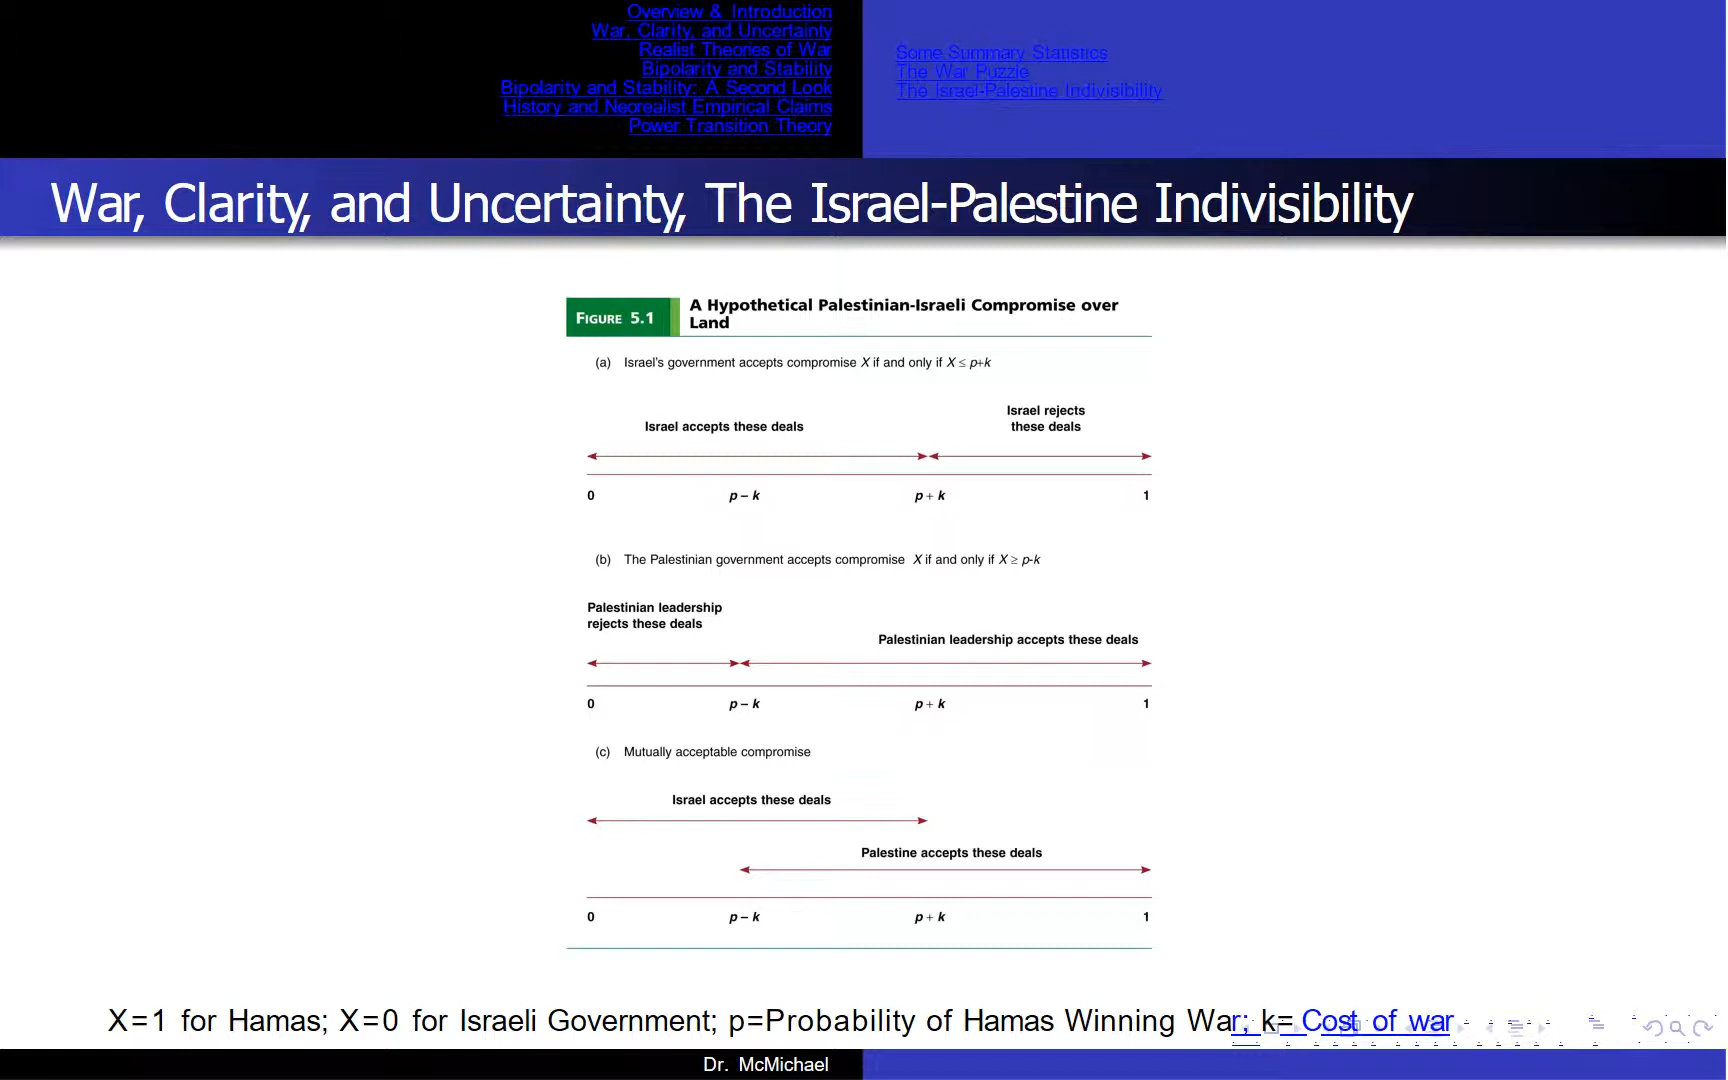 Overview & Introduction
War, Clarity, and Uncertainty
Realist Theories of War
Bipolarity and Stability
Bipolarity and Stability: A Second Look
History and Neorealist Empirical Claims
Power Transition Theory
Some Summary Statistics
The War Puzzle
The Israel-Palestine Indivisibility
War, Clarity, and Uncertainty, The Israel-Palestine Indivisibility
FIGURE 5.1
A Hypothetical Palestinian-Israeli Compromise over
Land
(a) Israel's government accepts compromise X if and only if X ≤ p+k
Israel accepts these deals
Israel rejects
these deals
0 p – k p + k 1
(b) The Palestinian government accepts compromise X if and only if X ≥ p-k
Palestinian leadership
rejects these deals
Palestinian leadership accepts these deals
0 p – k p + k 1
(c) Mutually acceptable compromise
Israel accepts these deals
Palestine accepts these deals
0 p – k p + k 1
X=1 for Hamas; X=0 for Israeli Government; p=Probability of Hamas Winning War; k= Cost of war
Dr. McMichael